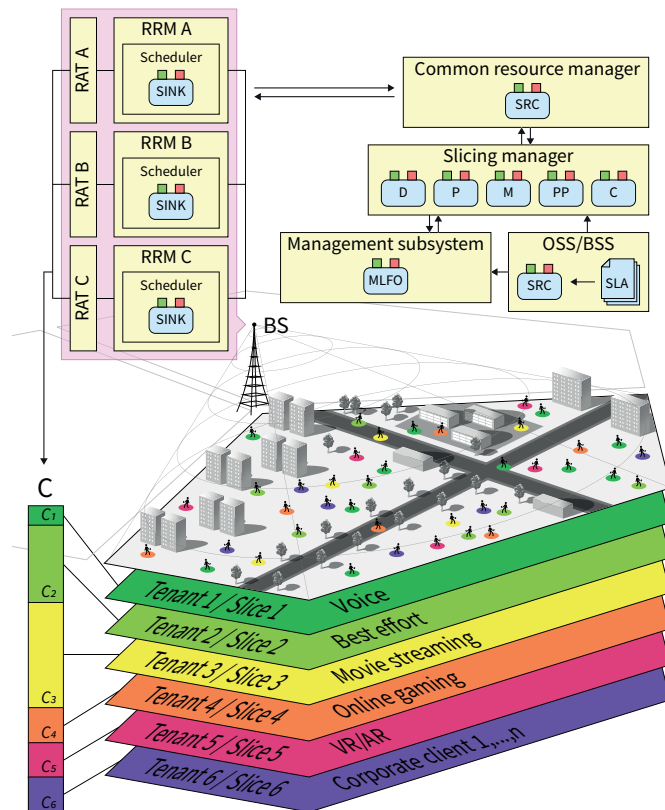 RAT A
RRM A
Scheduler
SINK
RAT B
RRM B
Scheduler
SINK
RAT C
RRM C
Scheduler
SINK
Common resource manager
SRC
Slicing manager
D
P
M
PP
C
Management subsystem
MLFO
OSS/BSS
SRC
SLA
BS
C
C1
C2
C3
C4
C5
C6
Tenant 1 / Slice 1
Voice
Tenant 2 / Slice 2
Best effort
Tenant 3 / Slice 3
Movie streaming
Tenant 4 / Slice 4
Online gaming
Tenant 5 / Slice 5
VR/AR
Tenant 6 / Slice 6
Corporate client 1,...,n